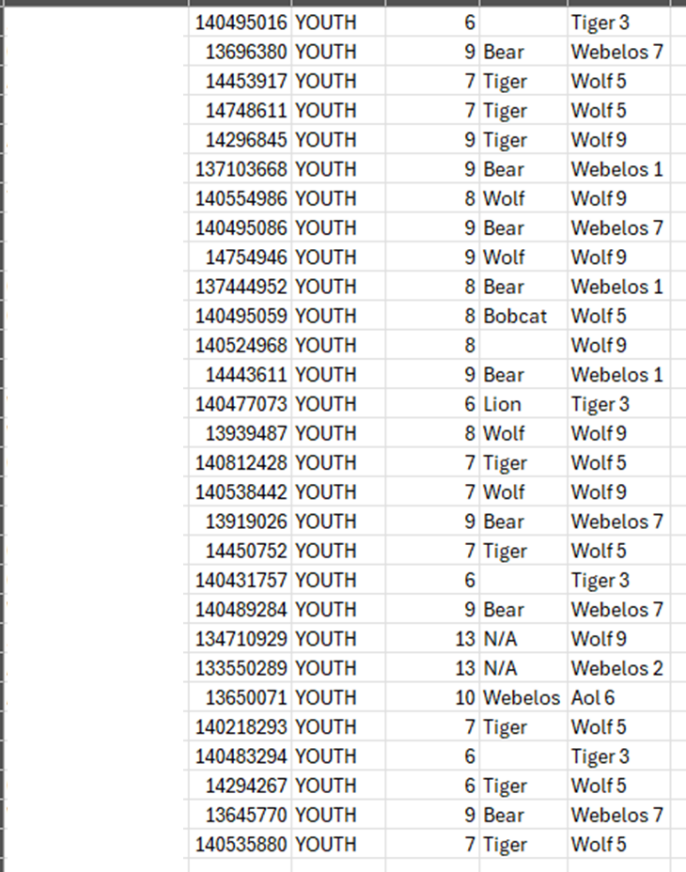 140495016 YOUTH 6 Tiger 3
13696380 YOUTH 9 Bear Webelos 7
14453917 YOUTH 7 Tiger Wolf 5
14748611 YOUTH 7 Tiger Wolf 5
14296845 YOUTH 9 Tiger Wolf 9
137103668 YOUTH 9 Bear Webelos 1
140554986 YOUTH 8 Wolf Wolf 9
140495086 YOUTH 9 Bear Webelos 7
14754946 YOUTH 9 Wolf Wolf 9
137444952 YOUTH 8 Bear Webelos 1
140495059 YOUTH 8 Bobcat Wolf 5
140524968 YOUTH 8 Wolf 9
14443611 YOUTH 9 Bear Webelos 1
140477073 YOUTH 6 Lion Tiger 3
13939487 YOUTH 8 Wolf Wolf 9
140812428 YOUTH 7 Tiger Wolf 5
140538442 YOUTH 7 Wolf Wolf 9
13919026 YOUTH 9 Bear Webelos 7
14450752 YOUTH 7 Tiger Wolf 5
140431757 YOUTH 6 Tiger 3
140489284 YOUTH 9 Bear Webelos 7
134710929 YOUTH 13 N/A Wolf 9
133550289 YOUTH 13 N/A Webelos 2
13650071 YOUTH 10 Webelos Aol 6
140218293 YOUTH 7 Tiger Wolf 5
140483294 YOUTH 6 Tiger 3
14294267 YOUTH 6 Tiger Wolf 5
13645770 YOUTH 9 Bear Webelos 7
140535880 YOUTH 7 Tiger Wolf 5